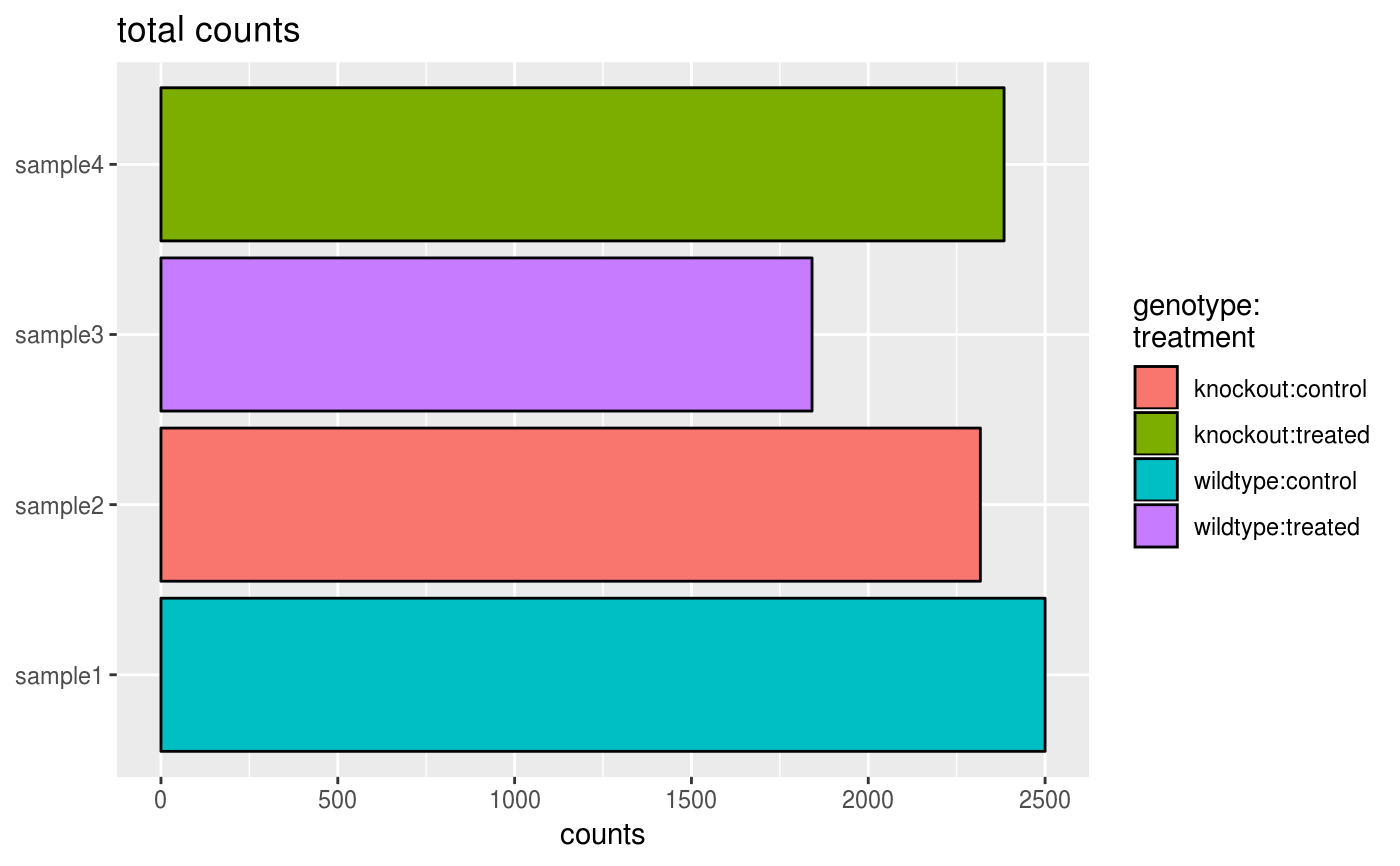 total counts
sample4
sample3
sample2
sample1
0 500 1000 1500 2000 2500
counts
genotype:
treatment
knockout:control
knockout:treated
wildtype:control
wildtype:treated